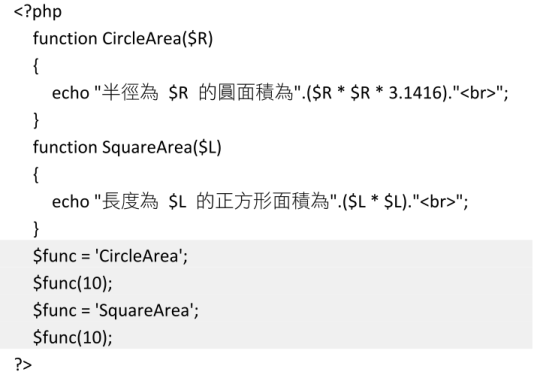 <?php
function CircleArea($R)
{
echo "半徑為 $R 的圓面積為".($R * $R * 3.1416)."<br>";
}
function SquareArea($L)
{
echo "長度為 $L 的正方形面積為".($L * $L)."<br>";
}
$func = 'CircleArea';
$func(10);
$func = 'SquareArea';
$func(10);
?>